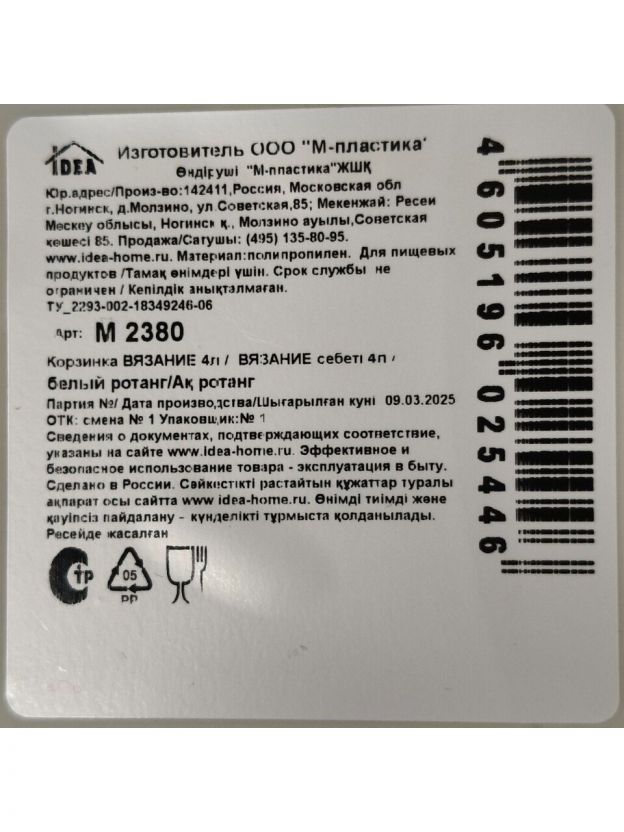 IDEA
Изготовитель ООО "М-пластика"
Өндіруші "М-ппастика"ЖШҚ
Юр.адрес/Произ-во:142411,Россия, Московская обл
г.Ногинск, д.Молзино, ул.Советская,85; Мекенжай: Ресей
Мәскеу облысы, Ногинск қ., Молзино ауылы,Советская
көшесі 85. Продажа/Сатушы: (495) 135-80-95.
www.idea-home.ru. Материал:полипропилен. Для пищевых
продуктов /Тамақ өнімдері үшін. Срок службы не
ограничен / Кепілдік анықталмаған.
ТУ_2293-002-18349246-06
Арт: М 2380
Корзинка ВЯЗАНИЕ 4л / ВЯЗАНИЕ себеті 4л /
белый ротанг/Ақ ротанг
Партия №/ Дата производства/Шығарылған күні 09.03.2025
ОТК: смена № 1 Упаковщик:№ 1
Сведения о документах, подтверждающих соответствие,
указаны на сайте www.idea-home.ru. Эффективное и
безопасное использование товара - эксплуатация в быту.
Сделано в России. Сәйкестікті растайтын құжаттар туралы
ақпарат осы сайтта www.idea-home.ru. Өнімді тиімді және
қауіпсіз пайдалану - күнделікті тұрмыста қолданылады.
Ресейде жасалған
СТР
05
PP
4605196025446